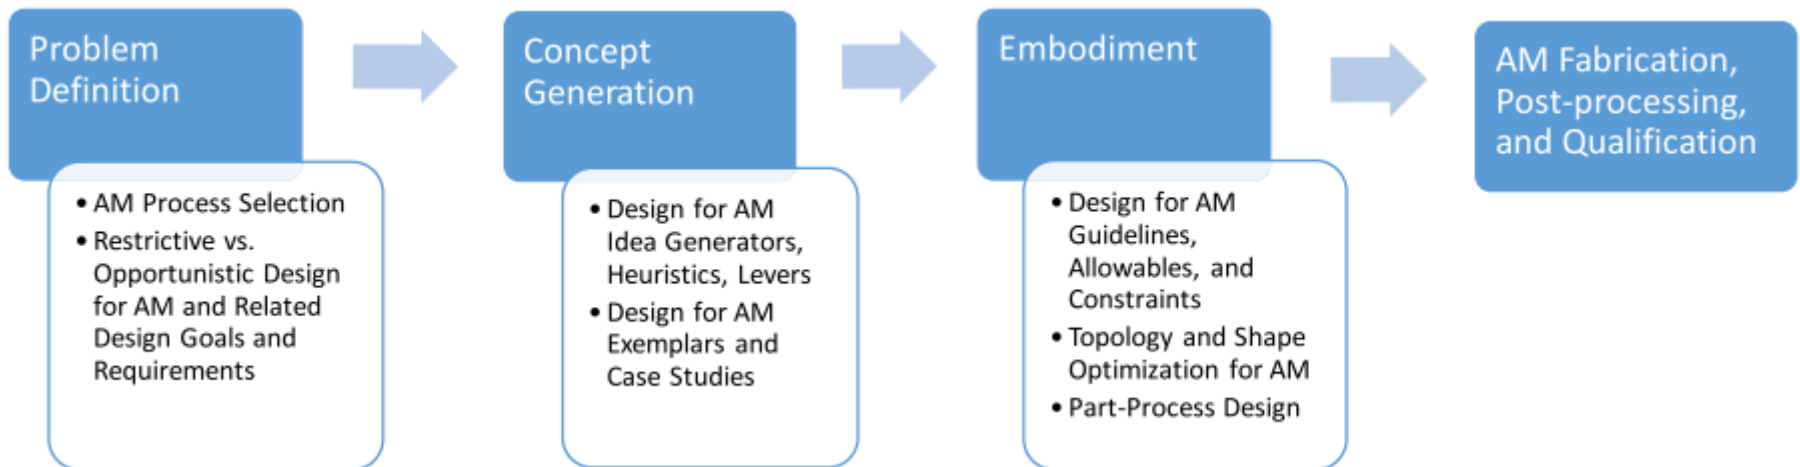 Problem
Definition
• AM Process Selection
• Restrictive vs.
Opportunistic Design
for AM and Related
Design Goals and
Requirements
Concept
Generation
• Design for AM
Idea Generators,
Heuristics, Levers
• Design for AM
Exemplars and
Case Studies
Embodiment
• Design for AM
Guidelines,
Allowables, and
Constraints
• Topology and Shape
Optimization for AM
• Part-Process Design
AM Fabrication,
Post-processing,
and Qualification